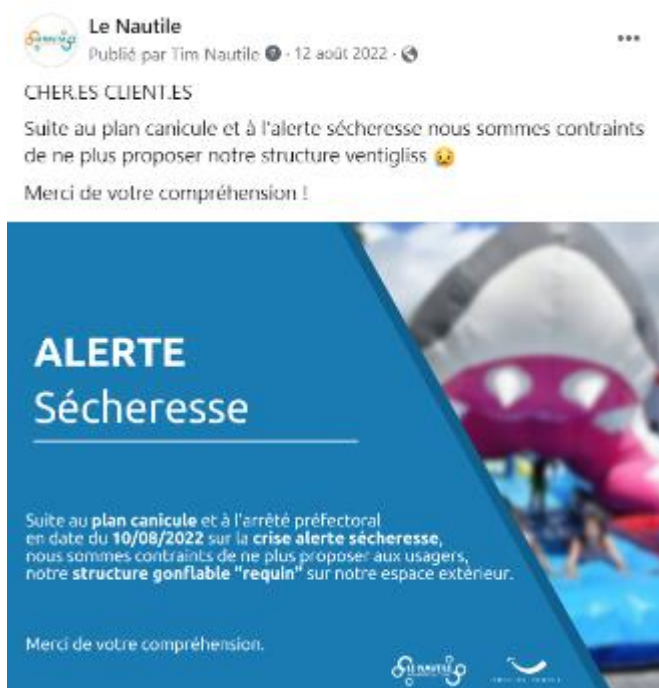 Le Nautile
Publié par Tim Nautile · 12 août 2022 ·
CHER.ES CLIENT.ES
Suite au plan canicule et à l'alerte sécheresse nous sommes contraints
de ne plus proposer notre structure ventigliss 😥
Merci de votre compréhension !
ALERTE
Sécheresse
Suite au plan canicule et à l'arrêté préfectoral
en date du 10/08/2022 sur la crise alerte sécheresse,
nous sommes contraints de ne plus proposer aux usagers,
notre structure gonflable "requin" sur notre espace extérieur.
Merci de votre compréhension.
LE NAUTILE